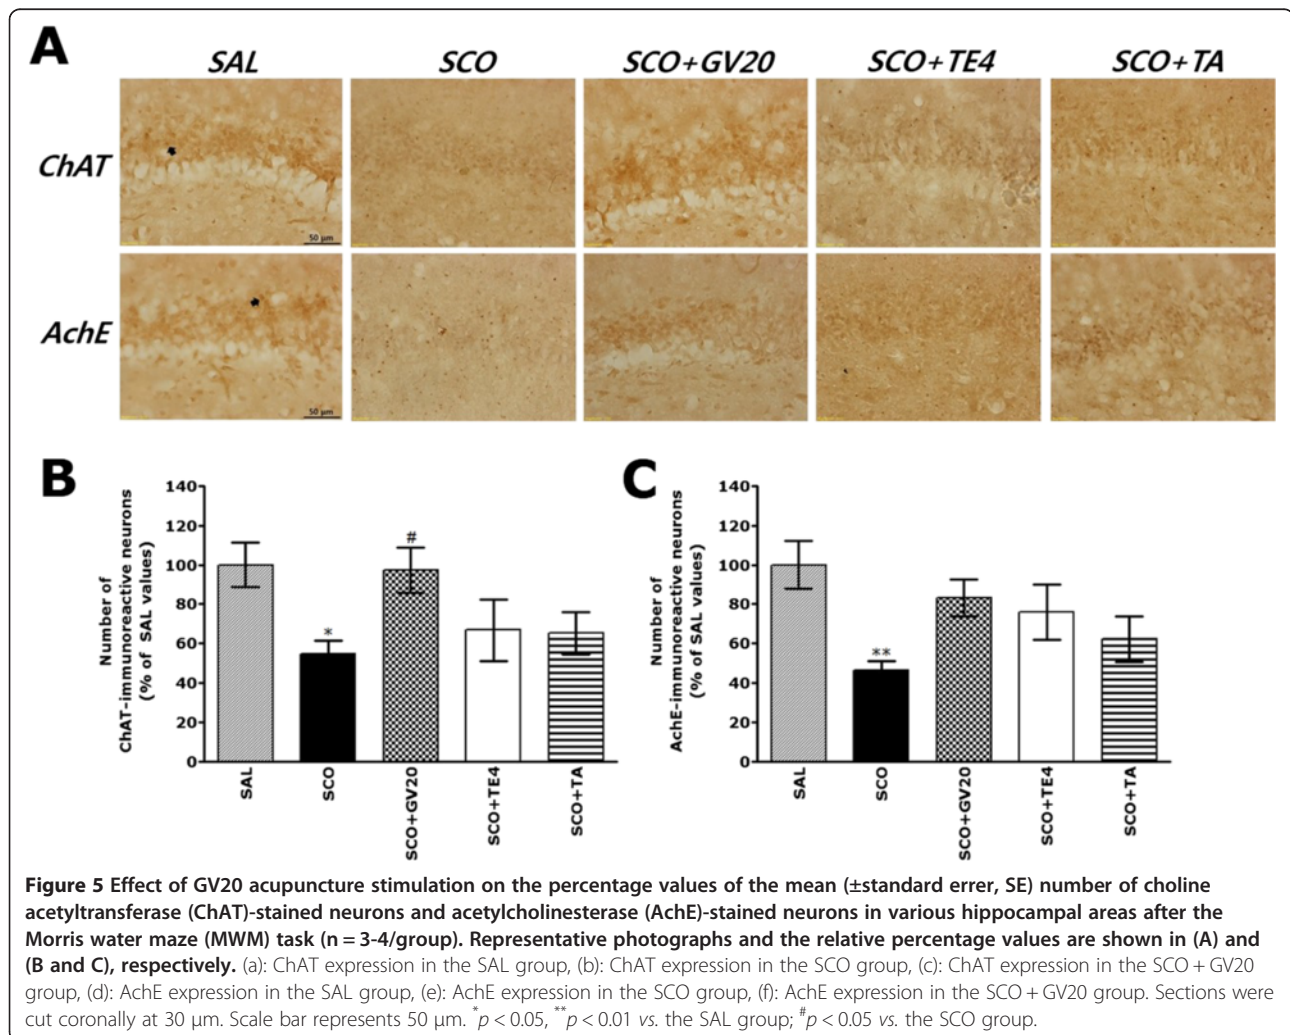 A
SAL SCO SCO+GV20 SCO+TE4 SCO+TA
ChAT
50 µm
AchE
50 µm
B
Number of
ChAT-immunoreactive neurons
(% of SAL values)
140
120
100
80
60
40
20
0
*
#
SAL
SCO
SCO+GV20
SCO+TE4
SCO+TA
C
Number of
AchE-immunoreactive neurons
(% of SAL values)
140
120
100
80
60
40
20
0
**
SAL
SCO
SCO+GV20
SCO+TE4
SCO+TA
Figure 5 Effect of GV20 acupuncture stimulation on the percentage values of the mean (±standard errer, SE) number of choline
acetyltransferase (ChAT)-stained neurons and acetylcholinesterase (AchE)-stained neurons in various hippocampal areas after the
Morris water maze (MWM) task (n = 3-4/group). Representative photographs and the relative percentage values are shown in (A) and
(B and C), respectively. (a): ChAT expression in the SAL group, (b): ChAT expression in the SCO group, (c): ChAT expression in the SCO + GV20
group, (d): AchE expression in the SAL group, (e): AchE expression in the SCO group, (f): AchE expression in the SCO + GV20 group. Sections were
cut coronally at 30 µm. Scale bar represents 50 µm. *p < 0.05, **p < 0.01 vs. the SAL group; #p < 0.05 vs. the SCO group.